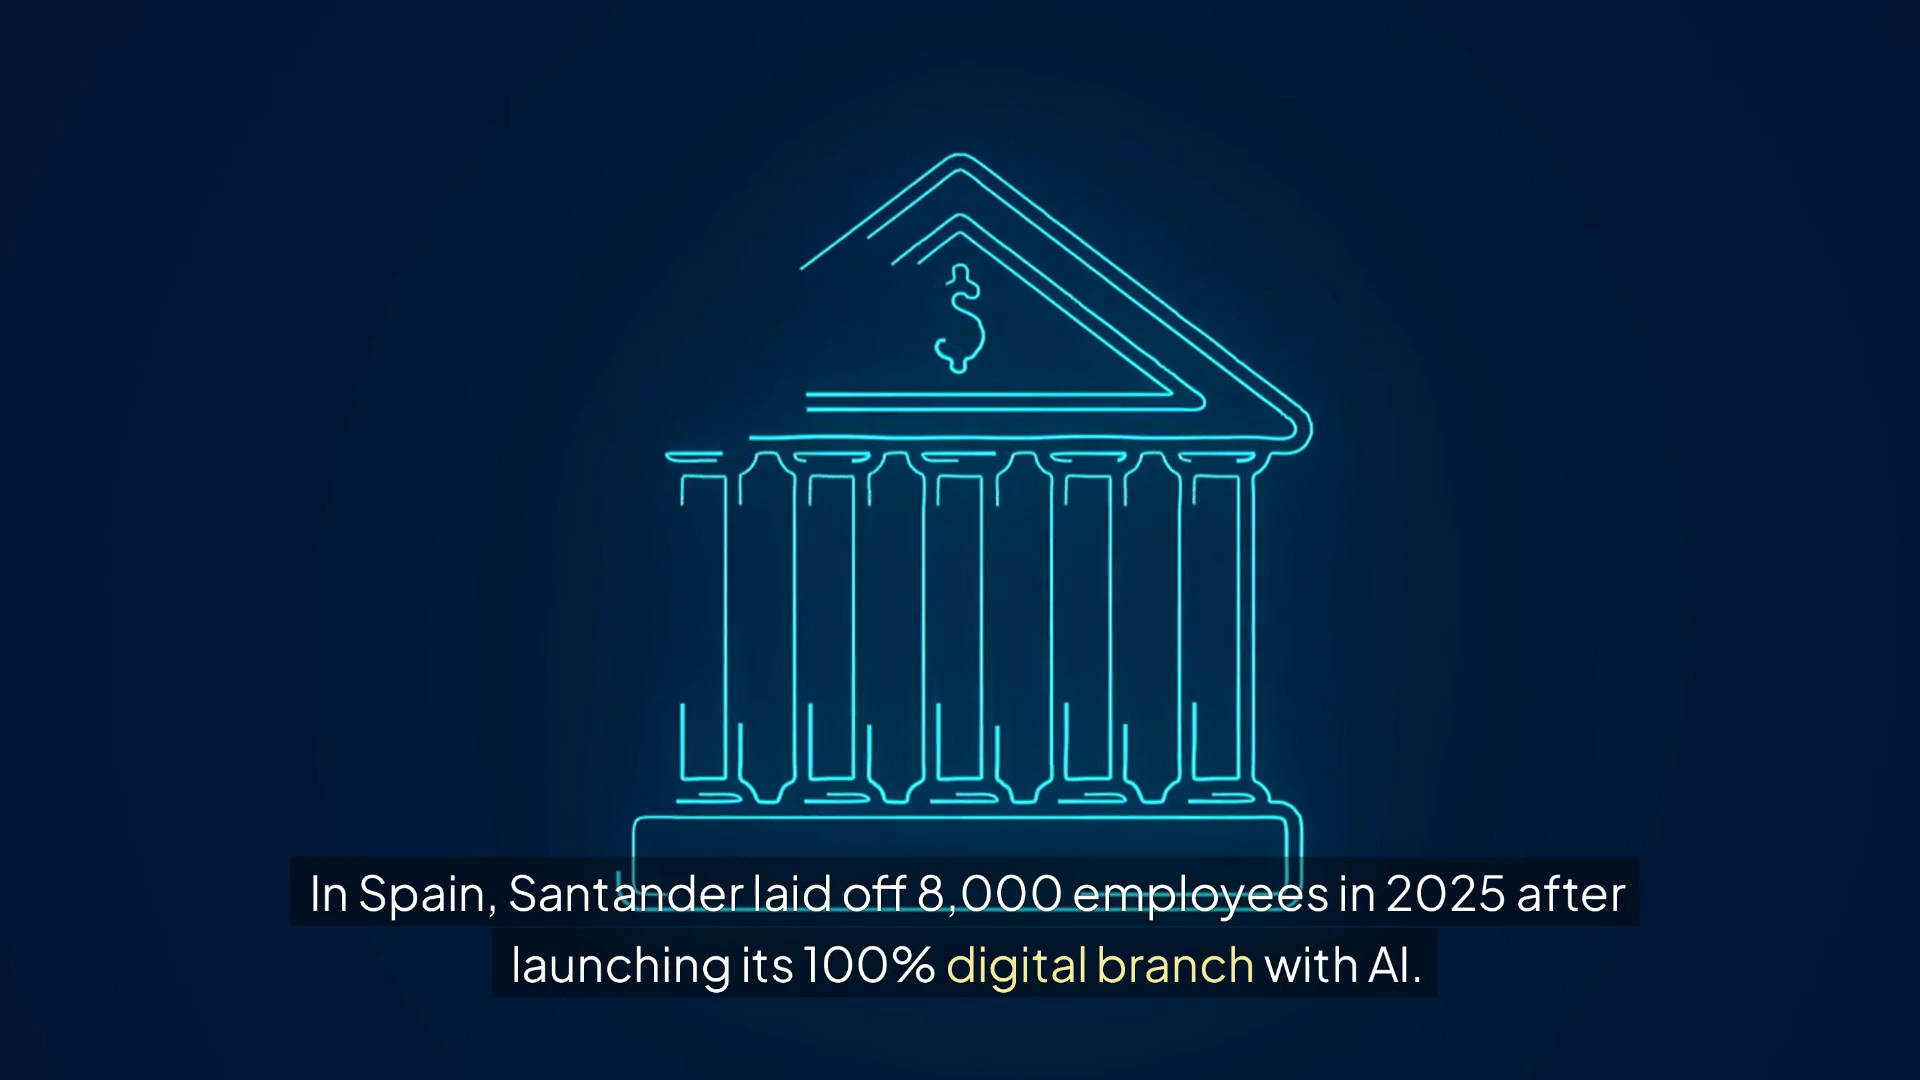 $
In Spain, Santander laid off 8,000 employees in 2025 after
launching its 100% digital branch with AI.